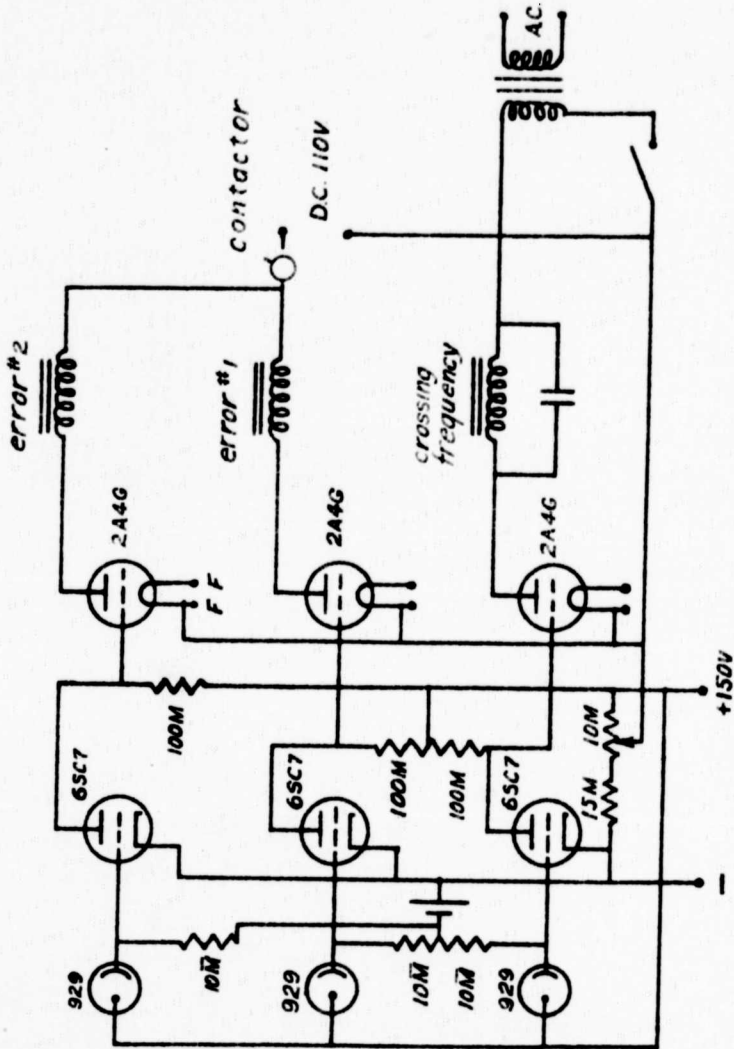 error #2
contactor
D.C. 110V
error #1
A.C.
crossing
frequency
2A4G
F F
2A4G
2A4G
6SC7
100M
6SC7
100M
100M
6SC7
15M
10M
+150V
−
929
10M̅
929
10M̅
10M̅
929